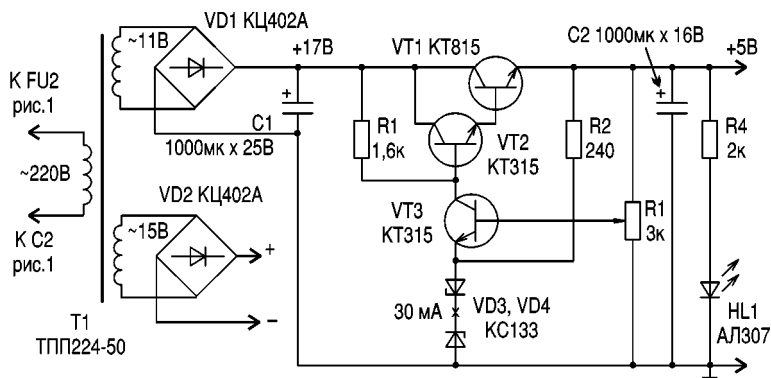 VD1 КЦ402А
~11В
+17В
VT1 КТ815
C2 1000мк х 16В
+5В
К FU2
рис.1
+
C1
1000мк х 25В
R1
1,6к
VT2
КТ315
R2
240
+
R4
2к
~220В
VD2 КЦ402А
VT3
КТ315
R1
3к
К С2
рис.1
~15В
+
-
30 мА
VD3, VD4
КС133
HL1
АЛ307
Т1
ТПП224-50